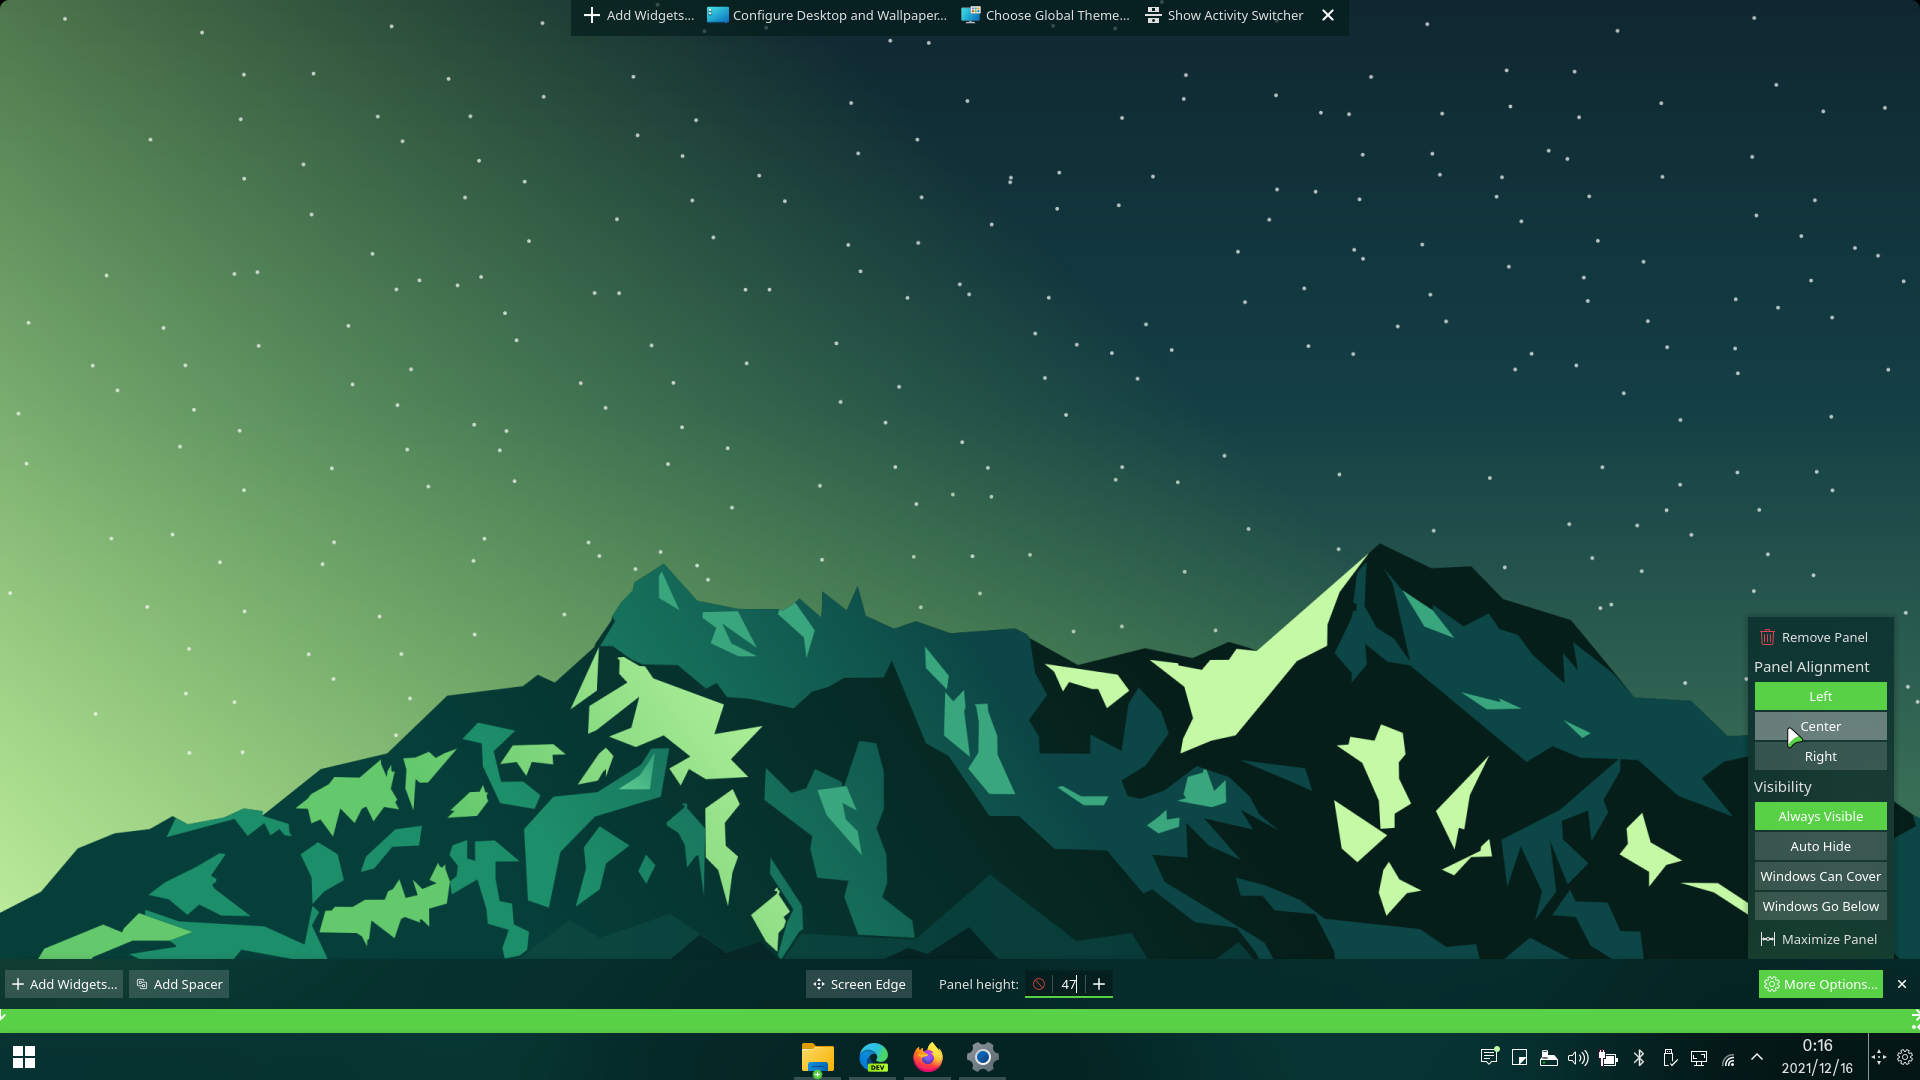 Add Widgets...
Configure Desktop and Wallpaper...
Choose Global Theme...
Show Activity Switcher
Remove Panel
Panel Alignment
Left
Center
Right
Visibility
Always Visible
Auto Hide
Windows Can Cover
Windows Go Below
Maximize Panel
Add Widgets...
Add Spacer
Screen Edge
Panel height:
47
More Options...
DEV
0:16
2021/12/16